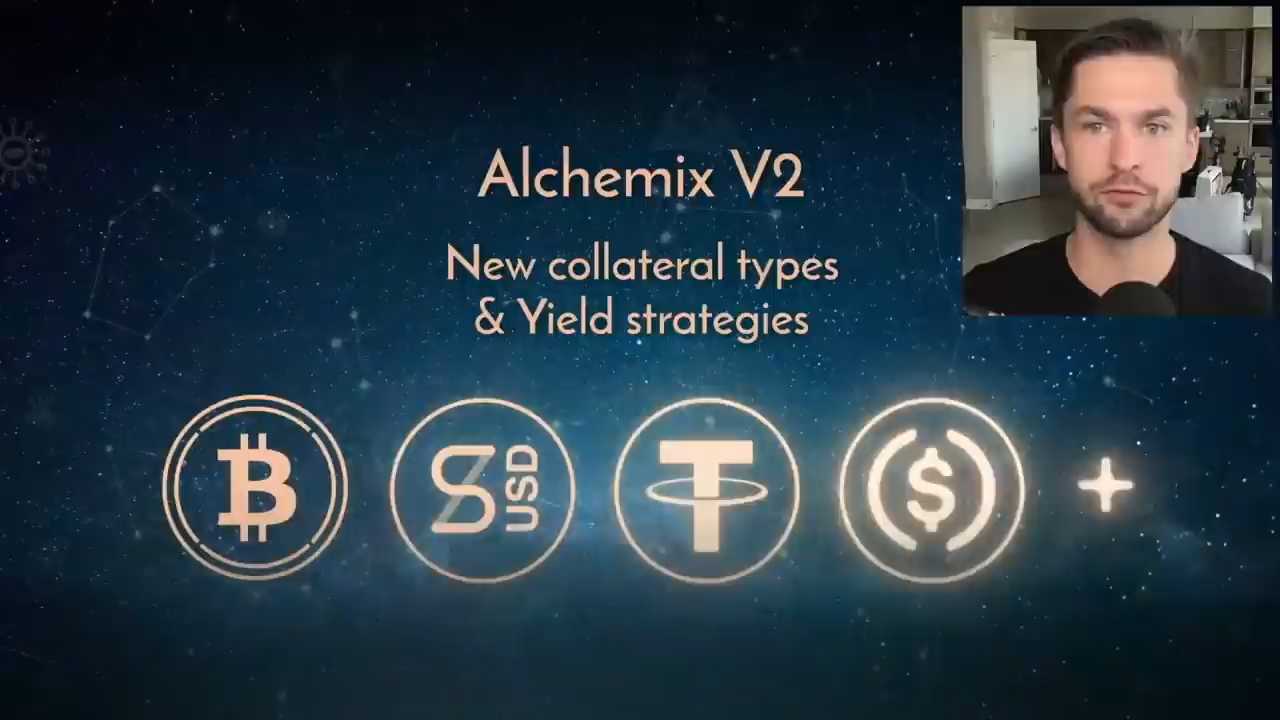 Alchemix V2
New collateral types
& Yield strategies
B
S USD
T
$
+